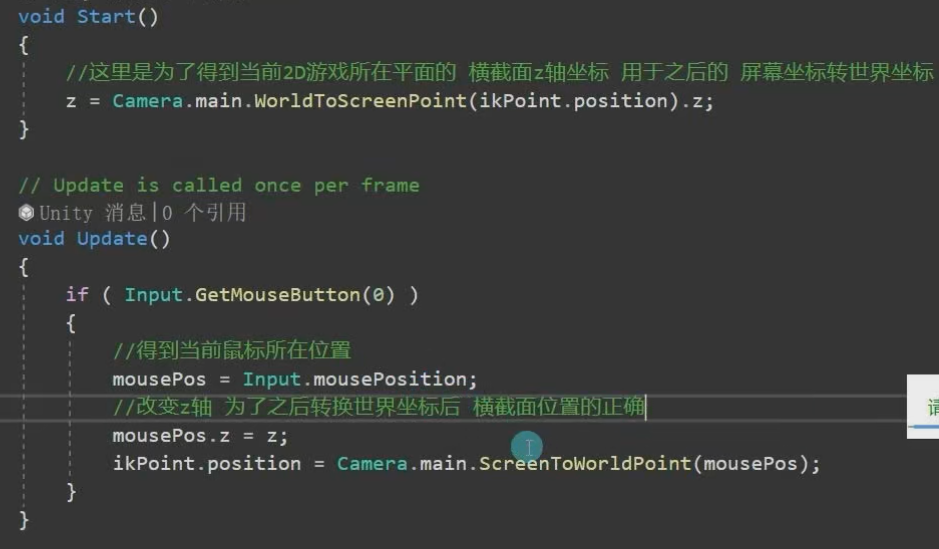 void Start()
{
//这里是为了得到当前2D游戏所在平面的 横截面z轴坐标 用于之后的 屏幕坐标转世界坐标
z = Camera.main.WorldToScreenPoint(ikPoint.position).z;
}
// Update is called once per frame
Unity 消息|0 个引用
void Update()
{
if ( Input.GetMouseButton(0) )
{
//得到当前鼠标所在位置
mousePos = Input.mousePosition;
//改变z轴 为了之后转换世界坐标后 横截面位置的正确
mousePos.z = z;
ikPoint.position = Camera.main.ScreenToWorldPoint(mousePos);
}
}